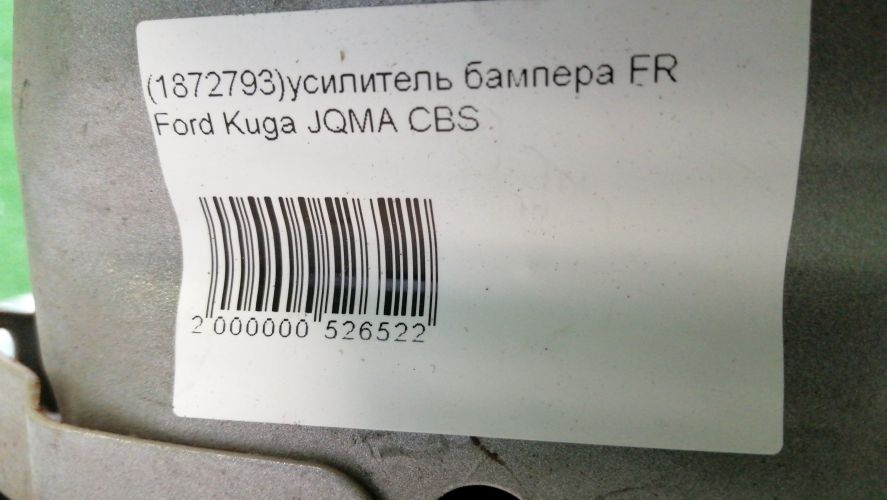 (1872793)усилитель бампера FR
Ford Kuga JQMA CBS
2 000000 526522